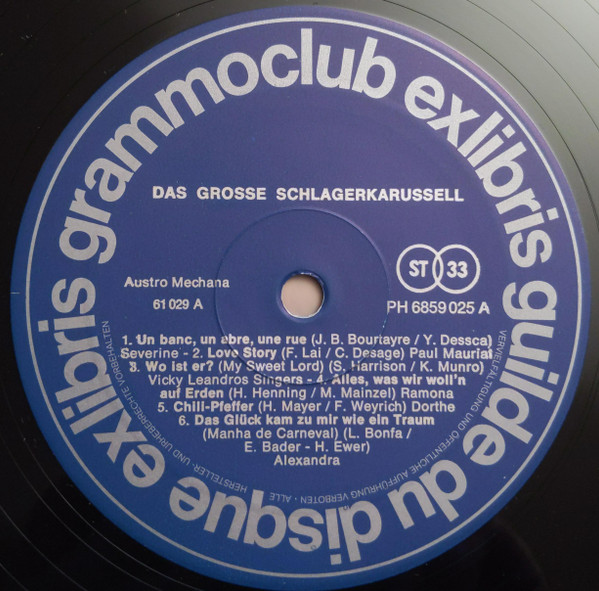 exlibris grammoclub exlibris guilde du disque
DAS GROSSE SCHLAGERKARUSSELL
ST 33
Austro Mechana
61 029 A
PH 6859 025 A
1. Un banc, un abre, une rue (J. B. Bourtayre / Y. Dessca)
Severine - 2. Love Story (F. Lai / C. Desage) Paul Mauriat
3. Wo ist er? (My Sweet Lord) (S. Harrison / K. Munro)
Vicky Leandros Singers - 4. Alles, was wir woll'n
auf Erden (H. Henning / M. Mainzel) Ramona
5. Chili-Pfeffer (H. Mayer / F. Weyrich) Dorthe
6. Das Glück kam zu mir wie ein Traum
(Manha de Carneval) (L. Bonfa /
E. Bader - H. Ewer)
Alexandra
ALLE HERSTELLER- UND URHEBERRECHTE VORBEHALTEN
VERVIELFÄLTIGUNG UND ÖFFENTLICHE AUFFÜHRUNG VERBOTEN ·